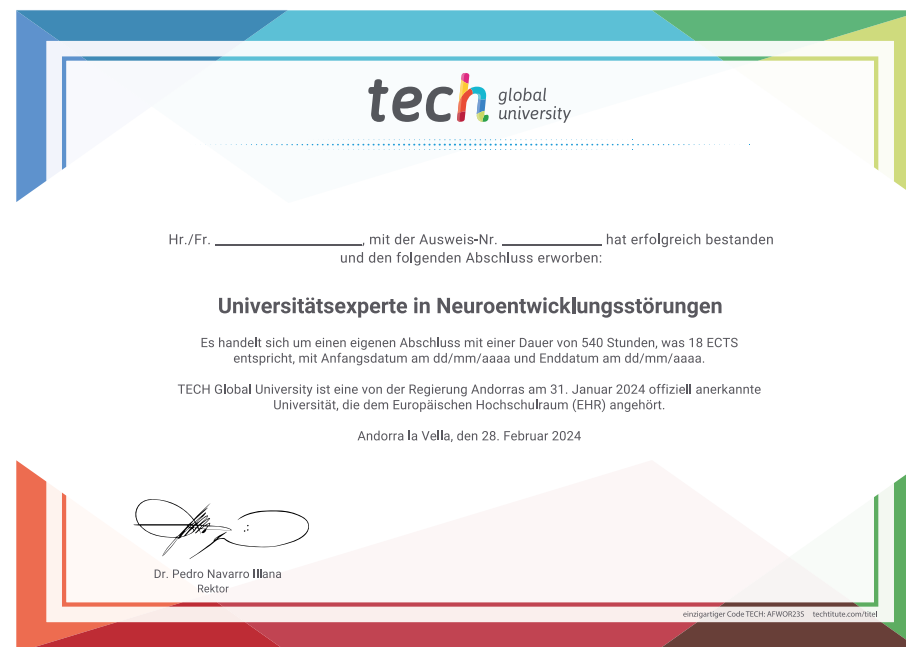 tech global university
Hr./Fr. ____________________, mit der Ausweis-Nr. ______________ hat erfolgreich bestanden
und den folgenden Abschluss erworben:
Universitätsexperte in Neuroentwicklungsstörungen
Es handelt sich um einen eigenen Abschluss mit einer Dauer von 540 Stunden, was 18 ECTS
entspricht, mit Anfangsdatum am dd/mm/aaaa und Enddatum am dd/mm/aaaa.
TECH Global University ist eine von der Regierung Andorras am 31. Januar 2024 offiziell anerkannte
Universität, die dem Europäischen Hochschulraum (EHR) angehört.
Andorra la Vella, den 28. Februar 2024
Dr. Pedro Navarro Illana
Rektor
einzigartiger Code TECH: AFWOR235 techtitute.com/titel